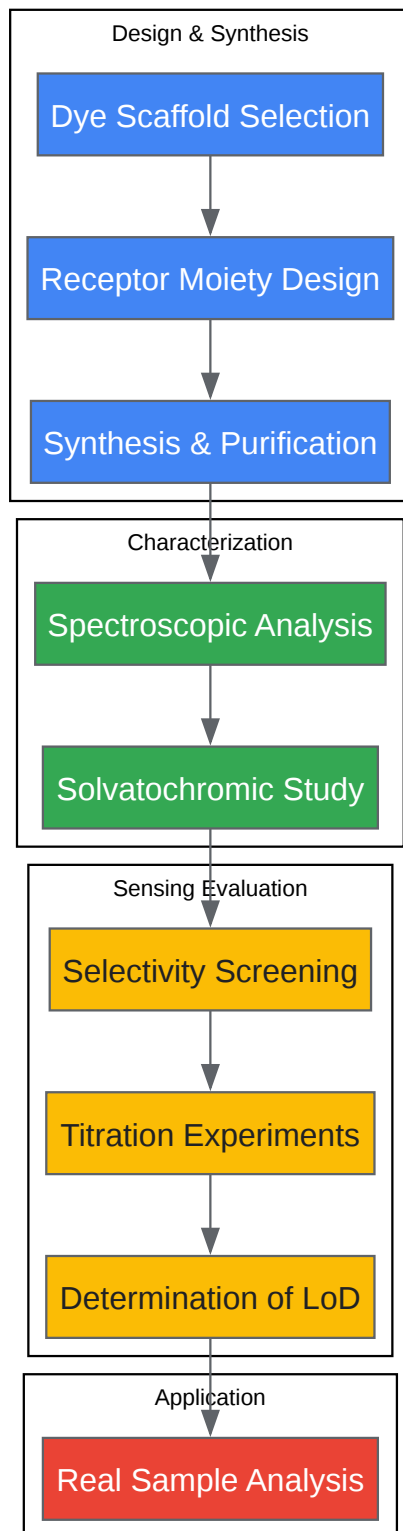 Design & Synthesis
Dye Scaffold Selection
Receptor Moiety Design
Synthesis & Purification
Characterization
Spectroscopic Analysis
Solvatochromic Study
Sensing Evaluation
Selectivity Screening
Titration Experiments
Determination of LoD
Application
Real Sample Analysis